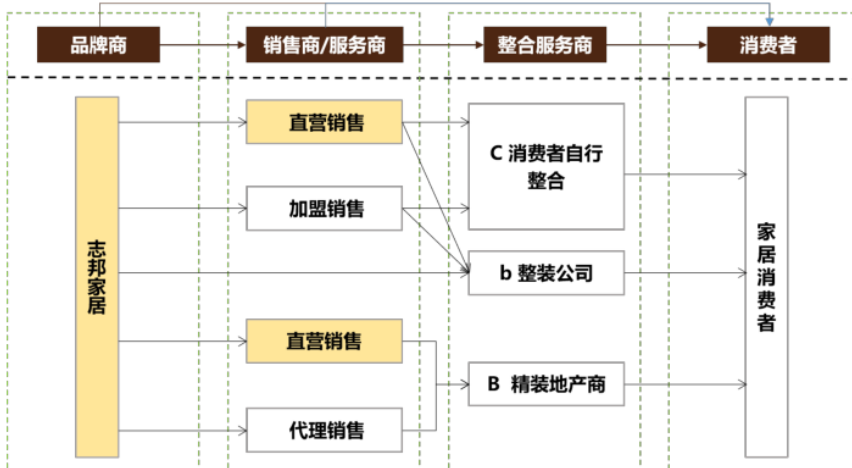 品牌商
销售商/服务商
整合服务商
消费者
直营销售
C 消费者自行
整合
加盟销售
志邦家居
b 整装公司
家居消费者
直营销售
B 精装地产商
代理销售